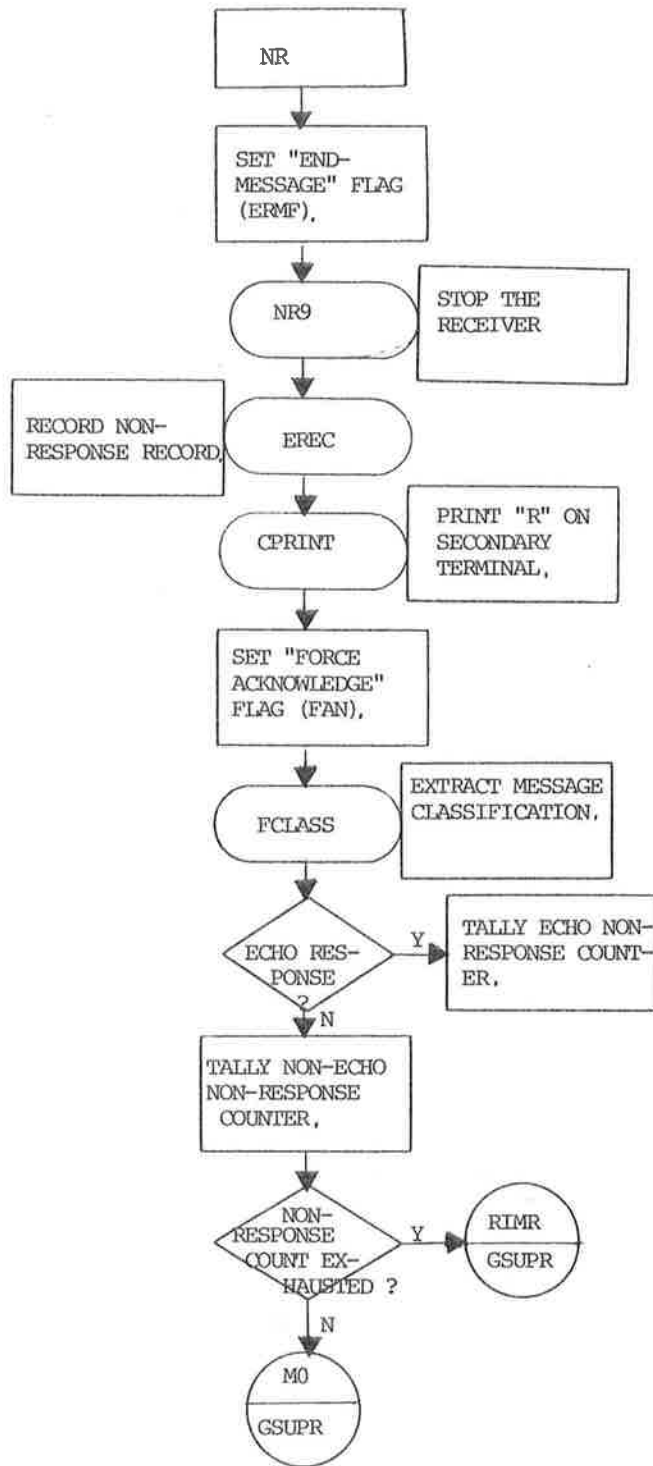 NR
SET "END-
MESSAGE" FLAG
(ERMF).
NR9
STOP THE
RECEIVER
RECORD NON-
RESPONSE RECORD.
EREC
CPRINT
PRINT "R" ON
SECONDARY
TERMINAL.
SET "FORCE
ACKNOWLEDGE"
FLAG (FAN).
FCLASS
EXTRACT MESSAGE
CLASSIFICATION.
ECHO RES-
PONSE
?
Y
TALLY ECHO NON-
RESPONSE COUNT-
ER.
N
TALLY NON-ECHO
NON-RESPONSE
COUNTER.
NON-
RESPONSE
COUNT EX-
HAUSTED ?
Y
RIMR
GSUPR
N
M0
GSUPR